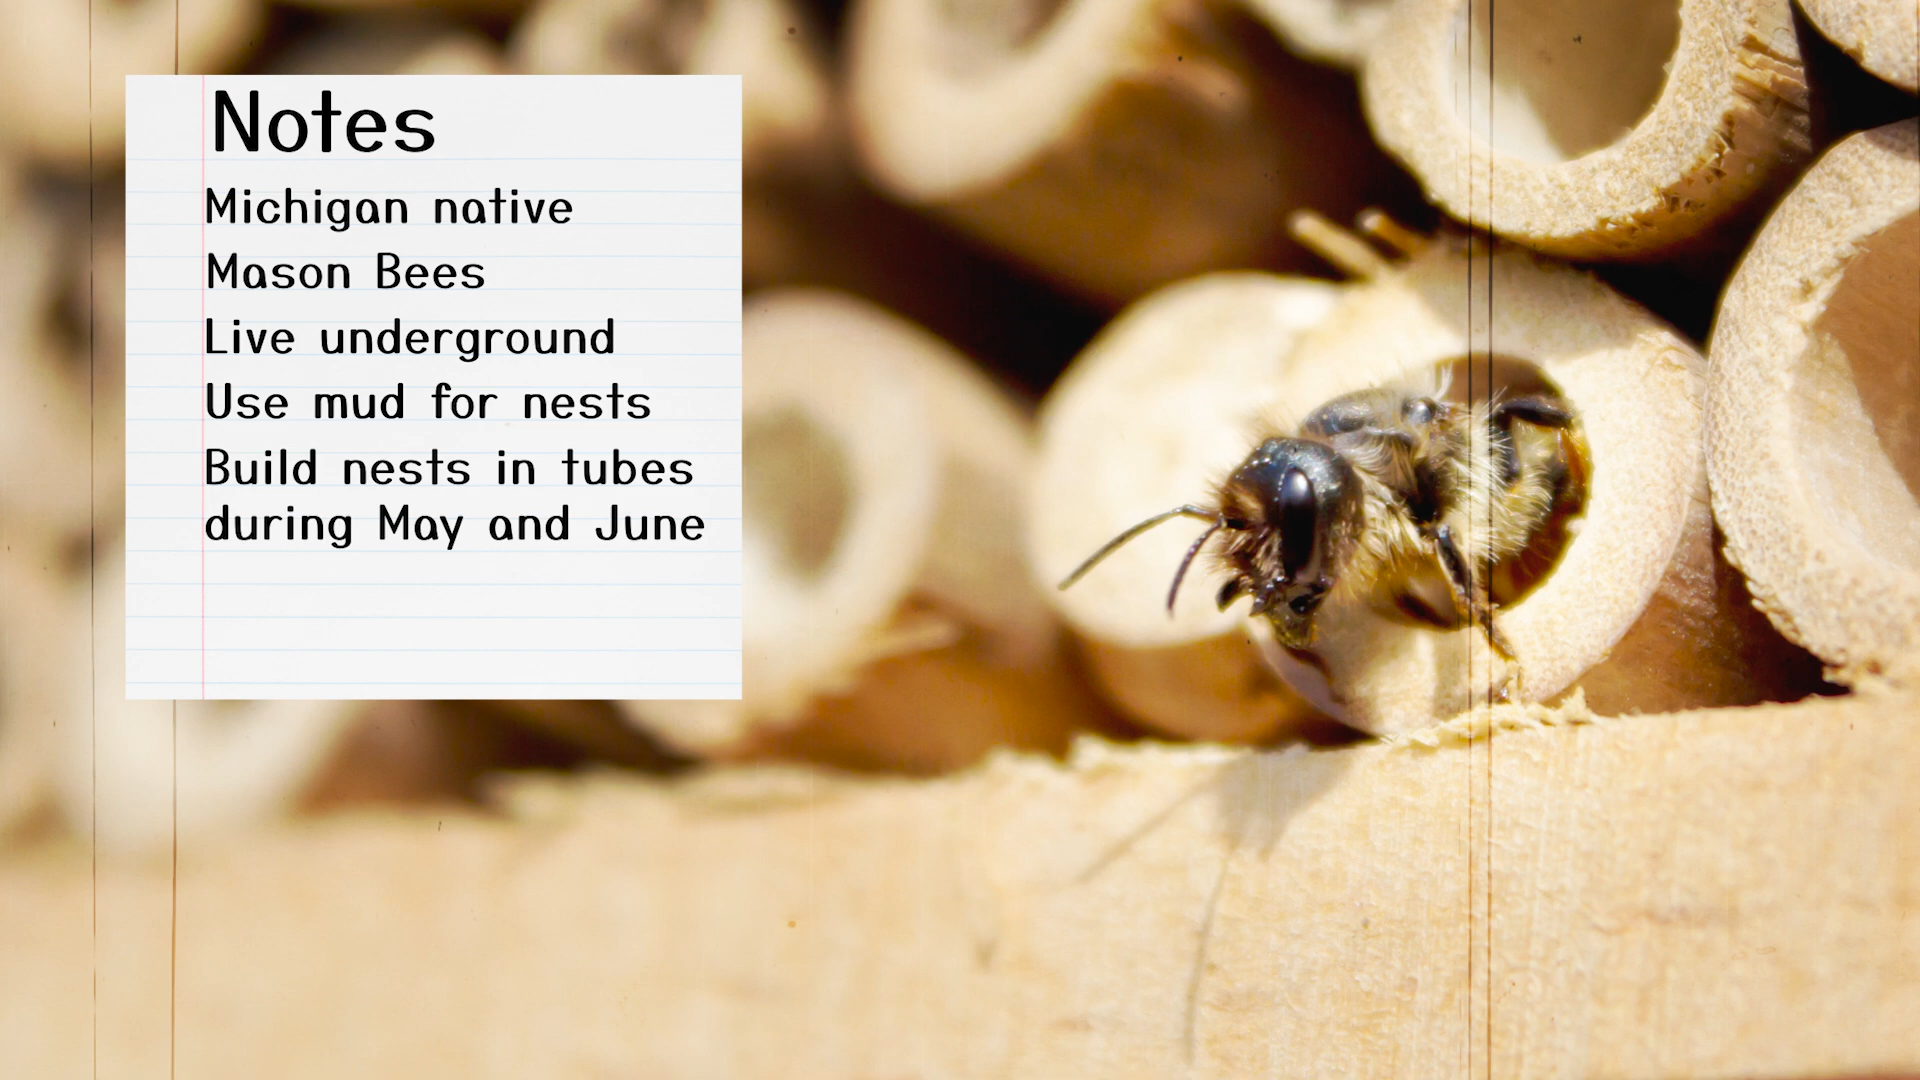 Notes
Michigan native
Mason Bees
Live underground
Use mud for nests
Build nests in tubes
during May and June